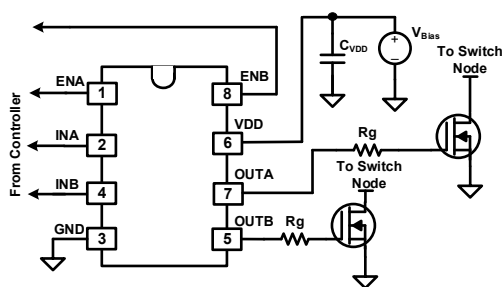 ENA
1
INA
2
INB
4
GND
3
ENB
8
VDD
6
OUTA
7
OUTB
5
From Controller
CVDD
+
−
VBias
To Switch
Node
Rg
To Switch
Node
Rg